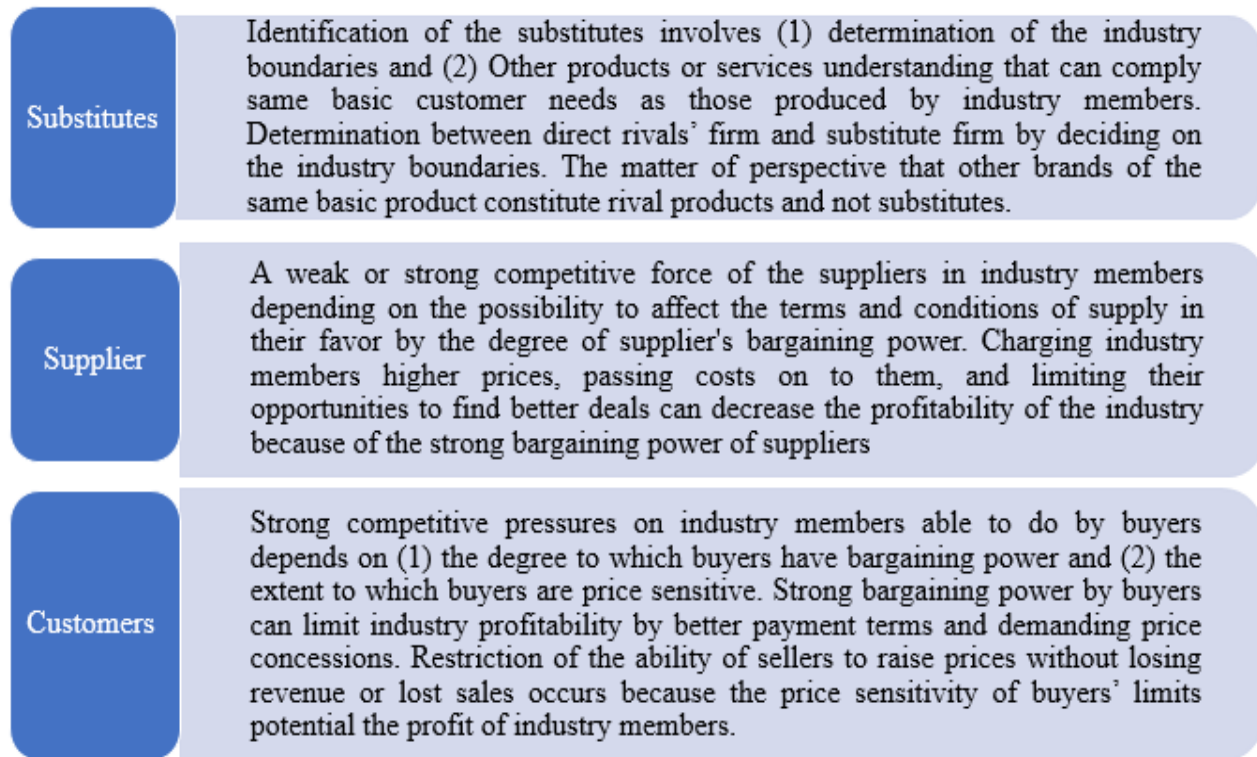 Substitutes
Identification of the substitutes involves (1) determination of the industry
boundaries and (2) Other products or services understanding that can comply
same basic customer needs as those produced by industry members.
Determination between direct rivals’ firm and substitute firm by deciding on
the industry boundaries. The matter of perspective that other brands of the
same basic product constitute rival products and not substitutes.
Supplier
A weak or strong competitive force of the suppliers in industry members
depending on the possibility to affect the terms and conditions of supply in
their favor by the degree of supplier's bargaining power. Charging industry
members higher prices, passing costs on to them, and limiting their
opportunities to find better deals can decrease the profitability of the industry
because of the strong bargaining power of suppliers
Customers
Strong competitive pressures on industry members able to do by buyers
depends on (1) the degree to which buyers have bargaining power and (2) the
extent to which buyers are price sensitive. Strong bargaining power by buyers
can limit industry profitability by better payment terms and demanding price
concessions. Restriction of the ability of sellers to raise prices without losing
revenue or lost sales occurs because the price sensitivity of buyers’ limits
potential the profit of industry members.